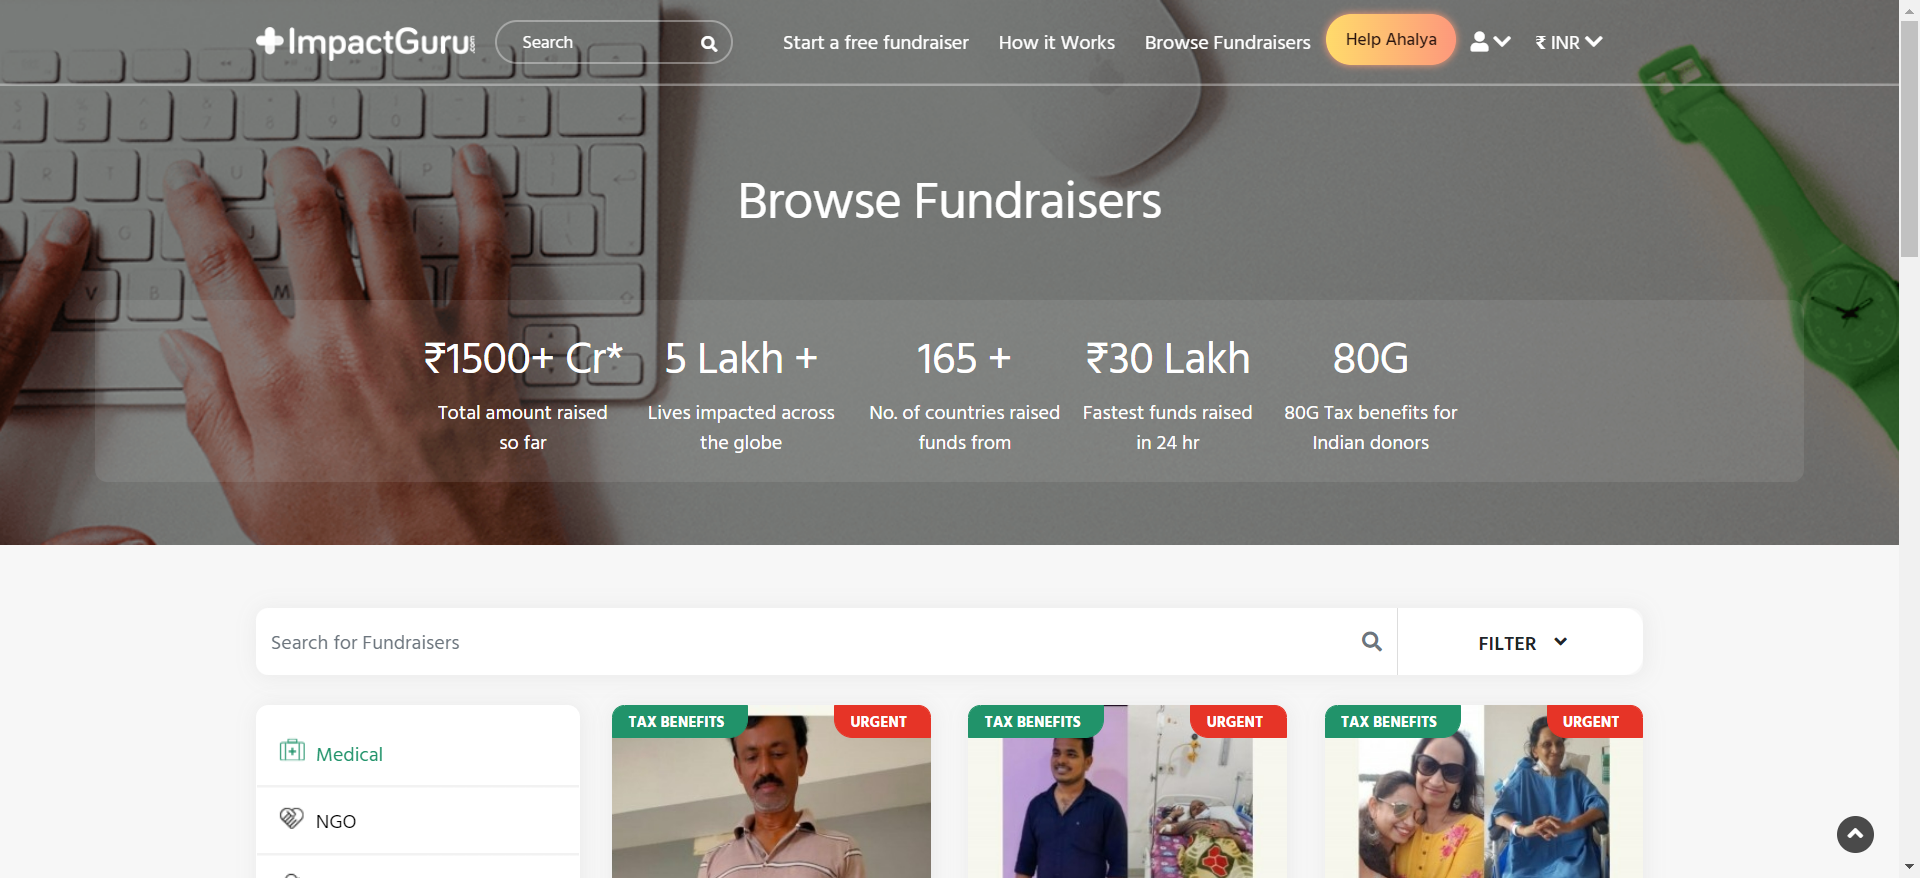 ImpactGuru.com
Search
Start a free fundraiser
How it Works
Browse Fundraisers
Help Ahalya
₹ INR
Browse Fundraisers
₹1500+ Cr*
Total amount raised
so far
5 Lakh +
Lives impacted across
the globe
165 +
No. of countries raised
funds from
₹30 Lakh
Fastest funds raised
in 24 hr
80G
80G Tax benefits for
Indian donors
Search for Fundraisers
FILTER
Medical
NGO
TAX BENEFITS
URGENT
TAX BENEFITS
URGENT
TAX BENEFITS
URGENT